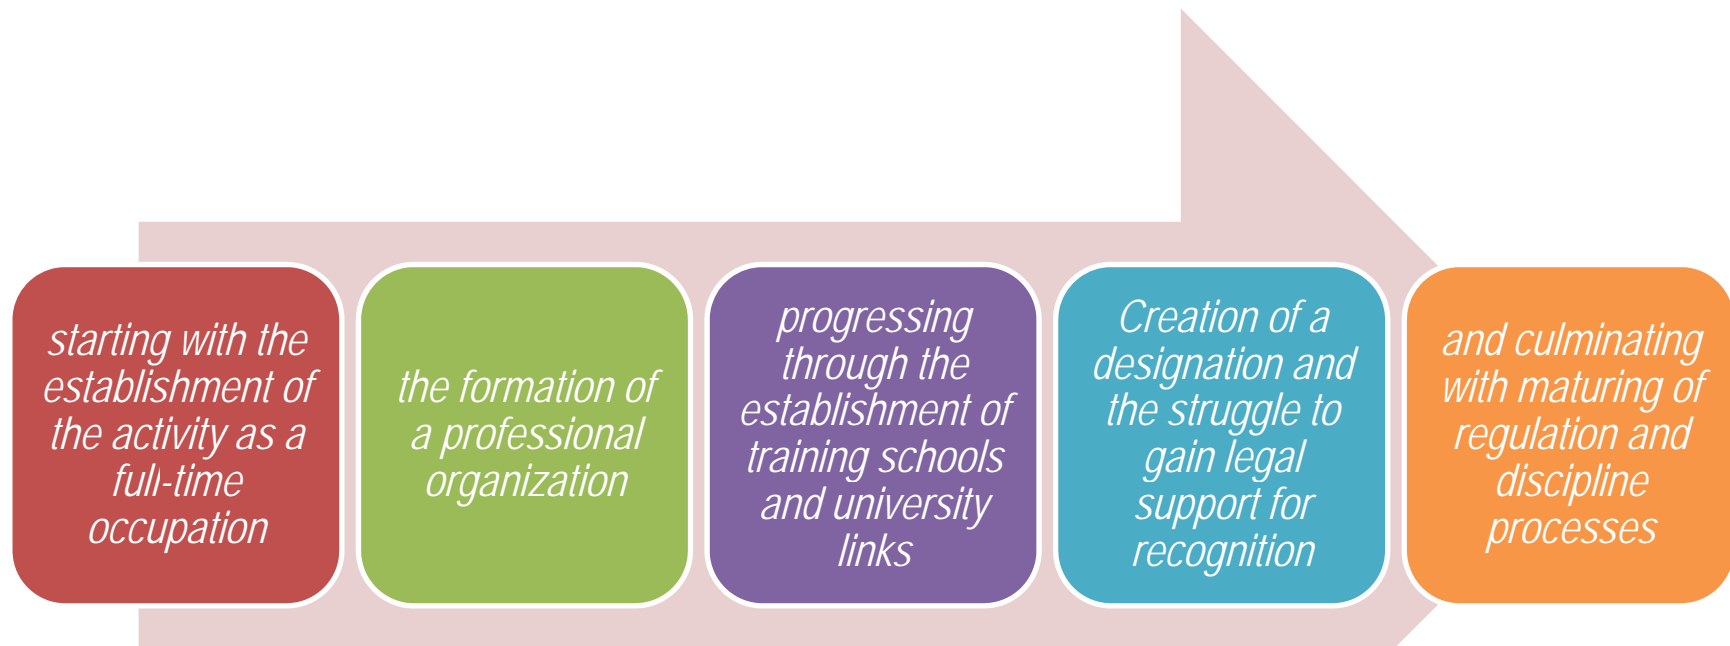 starting with the
establishment of
the activity as a
full-time
occupation
the formation of
a professional
organization
progressing
through the
establishment of
training schools
and university
links
Creation of a
designation and
the struggle to
gain legal
support for
recognition
and culminating
with maturing of
regulation and
discipline
processes